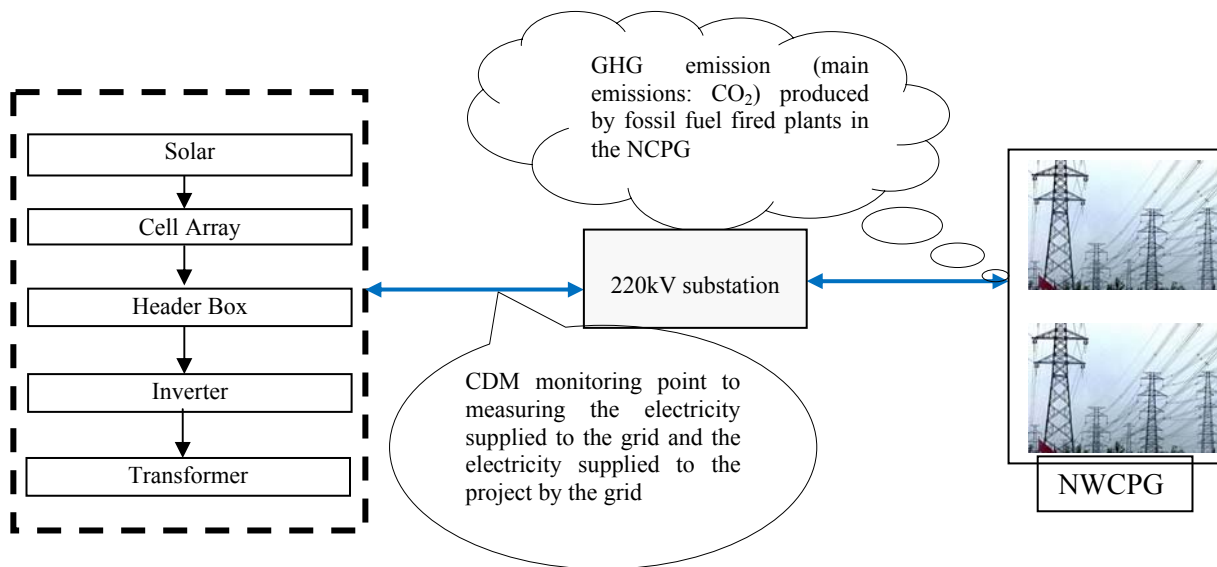 Solar
Cell Array
Header Box
Inverter
Transformer
GHG emission (main
emissions: CO₂) produced
by fossil fuel fired plants in
the NCPG
220kV substation
CDM monitoring point to
measuring the electricity
supplied to the grid and the
electricity supplied to the
project by the grid
NWCPG